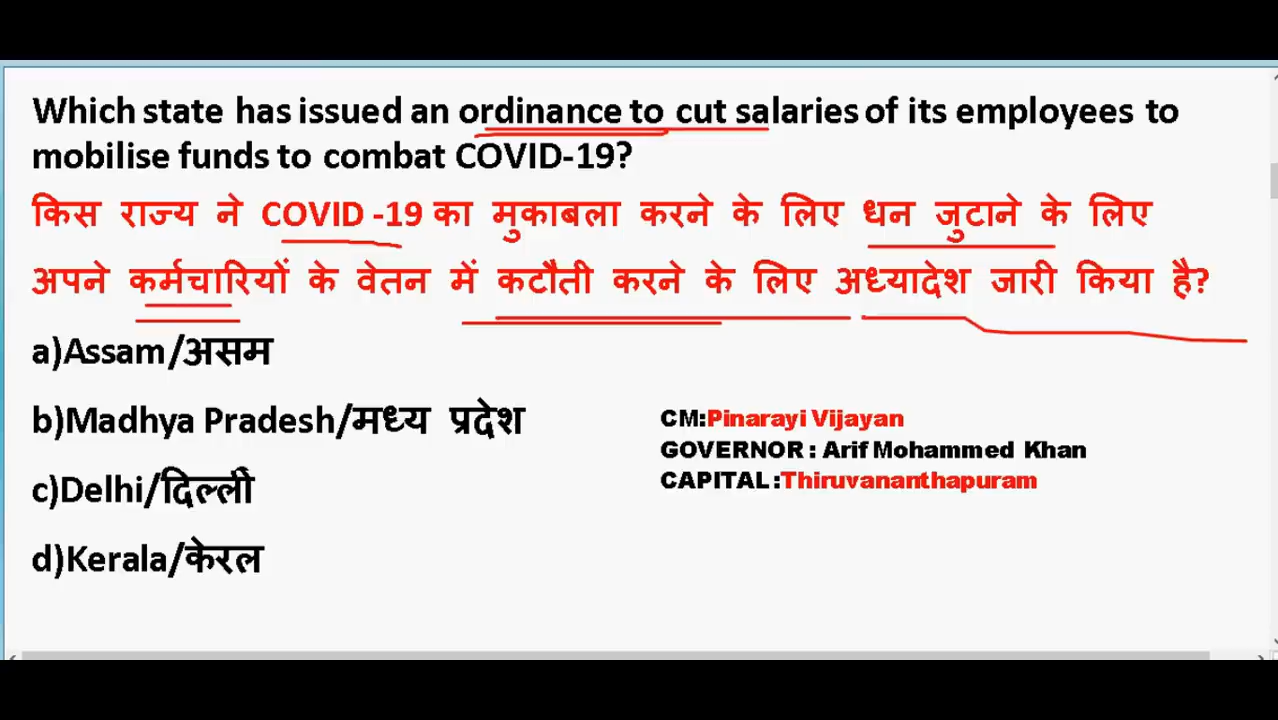 Which state has issued an ordinance to cut salaries of its employees to
mobilise funds to combat COVID-19?
किस राज्य ने COVID -19 का मुकाबला करने के लिए धन जुटाने के लिए
अपने कर्मचारियों के वेतन में कटौती करने के लिए अध्यादेश जारी किया है?
a)Assam/असम
b)Madhya Pradesh/मध्य प्रदेश
CM:Pinarayi Vijayan
GOVERNOR : Arif Mohammed Khan
CAPITAL :Thiruvananthapuram
c)Delhi/दिल्ली
d)Kerala/केरल